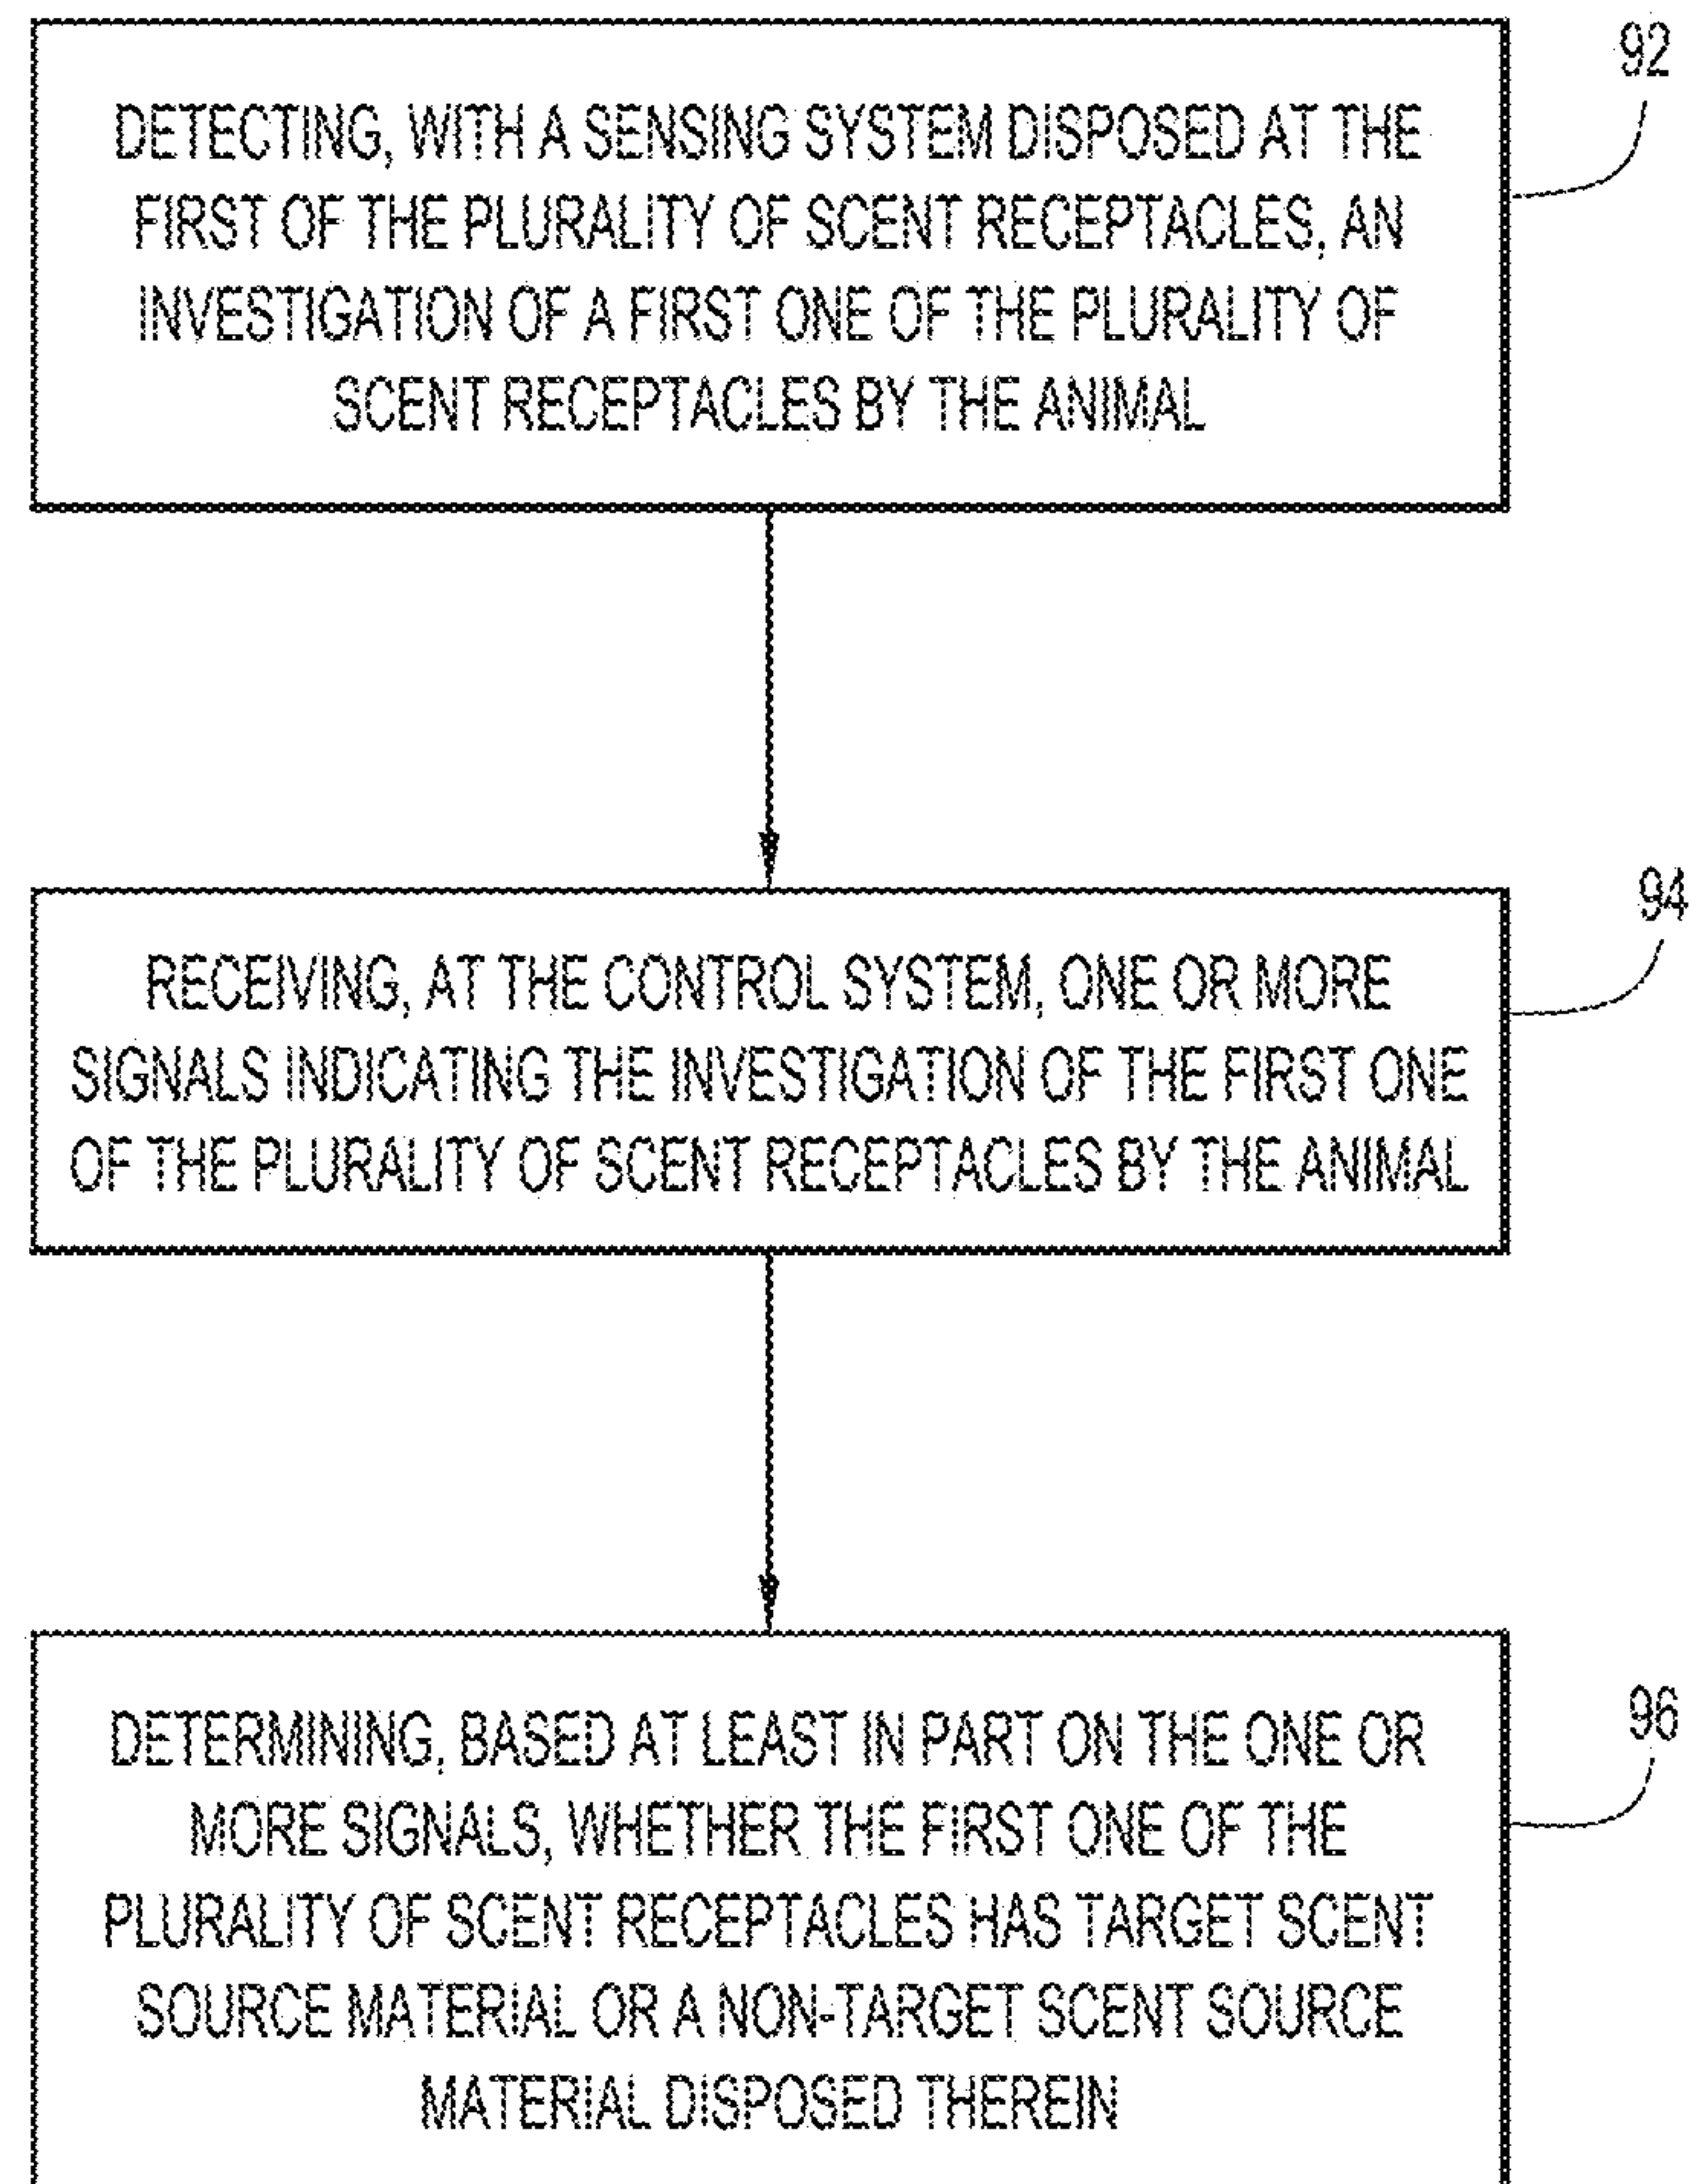 92
DETECTING, WITH A SENSING SYSTEM DISPOSED AT THE
FIRST OF THE PLURALITY OF SCENT RECEPTACLES, AN
INVESTIGATION OF A FIRST ONE OF THE PLURALITY OF
SCENT RECEPTACLES BY THE ANIMAL
94
RECEIVING, AT THE CONTROL SYSTEM, ONE OR MORE
SIGNALS INDICATING THE INVESTIGATION OF THE FIRST ONE
OF THE PLURALITY OF SCENT RECEPTACLES BY THE ANIMAL
96
DETERMINING, BASED AT LEAST IN PART ON THE ONE OR
MORE SIGNALS, WHETHER THE FIRST ONE OF THE
PLURALITY OF SCENT RECEPTACLES HAS TARGET SCENT
SOURCE MATERIAL OR A NON-TARGET SCENT SOURCE
MATERIAL DISPOSED THEREIN